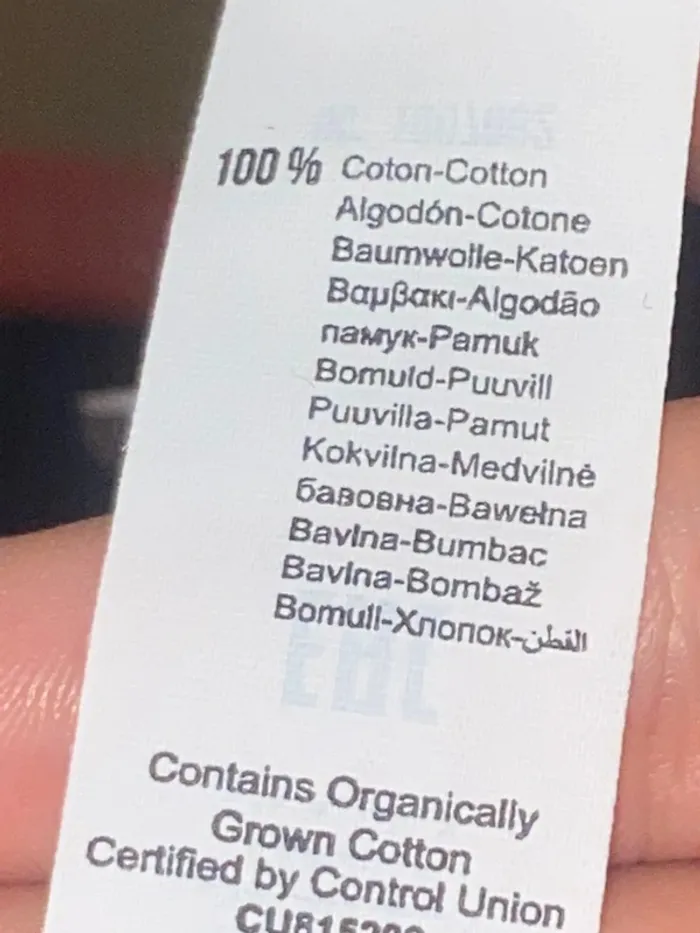 100% Coton-Cotton
Algodón-Cotone
Baumwolle-Katoen
Βαμβακι-Algodão
памук-Pamuk
Bomuld-Puuvill
Puuvilla-Pamut
Kokvilna-Medvilnė
бавовна-Bawełna
Bavlna-Bumbac
Bavlna-Bombaž
Bomull-Хлопок-القطن
Contains Organically
Grown Cotton
Certified by Control Union